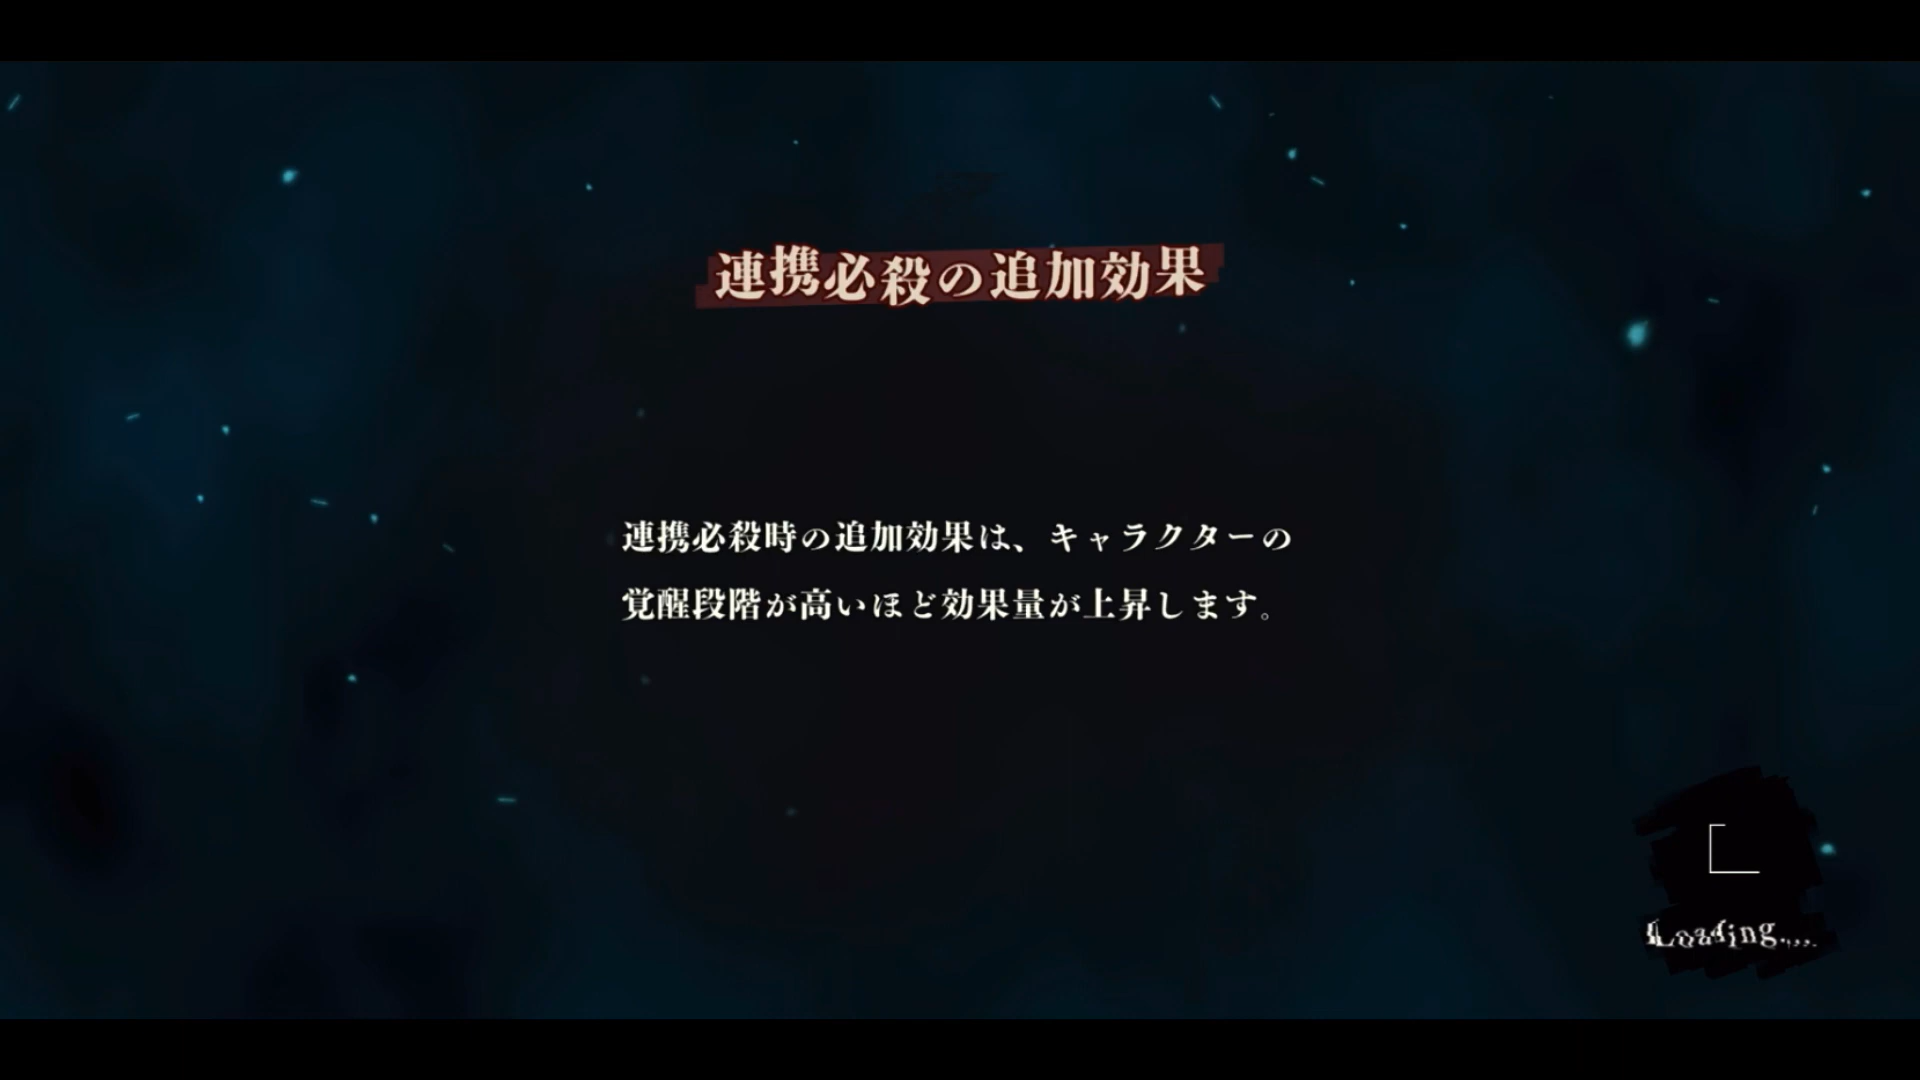 連携必殺の追加効果
連携必殺時の追加効果は、キャラクターの
覚醒段階が高いほど効果量が上昇します。
Loading....